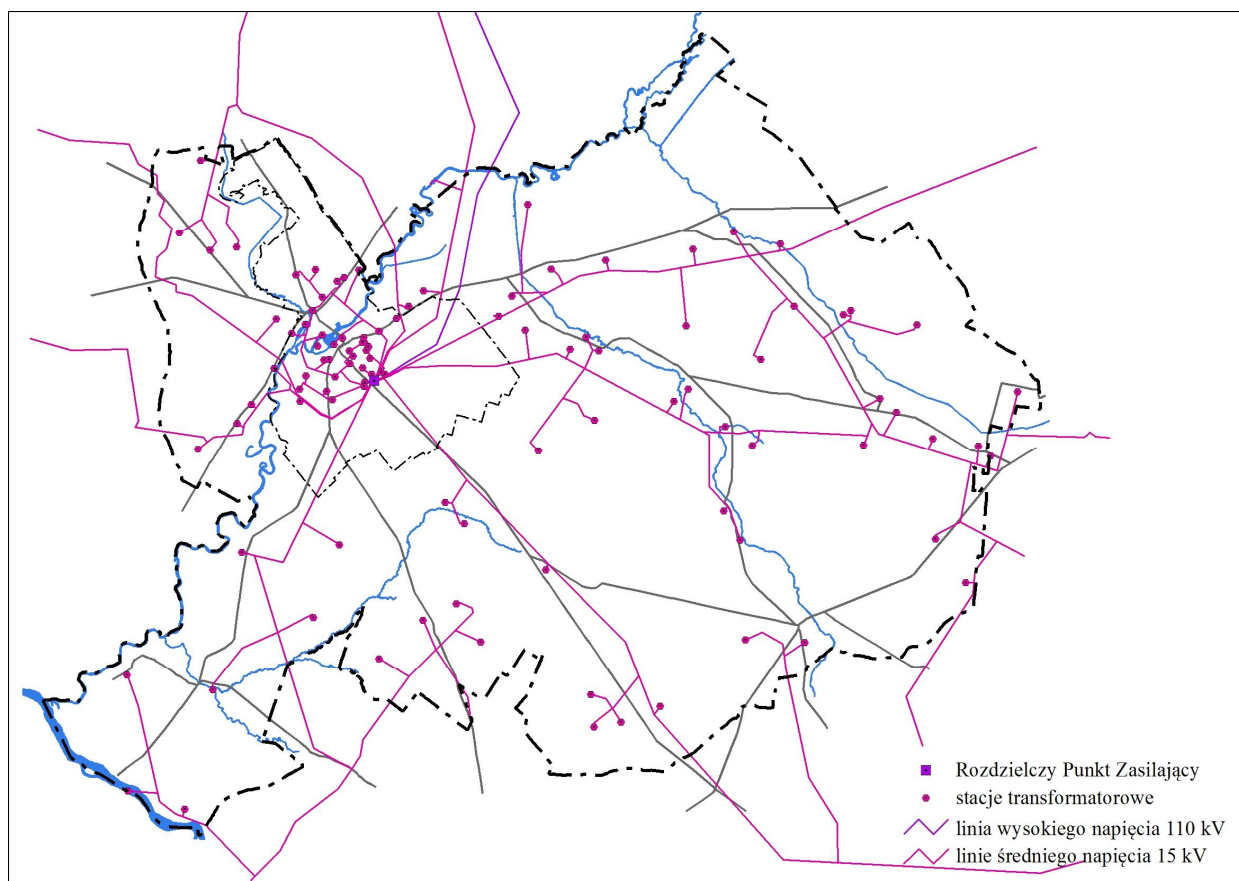 Rozdzielczy Punkt Zasilający
stacje transformatorowe
linia wysokiego napięcia 110 kV
linie średniego napięcia 15 kV